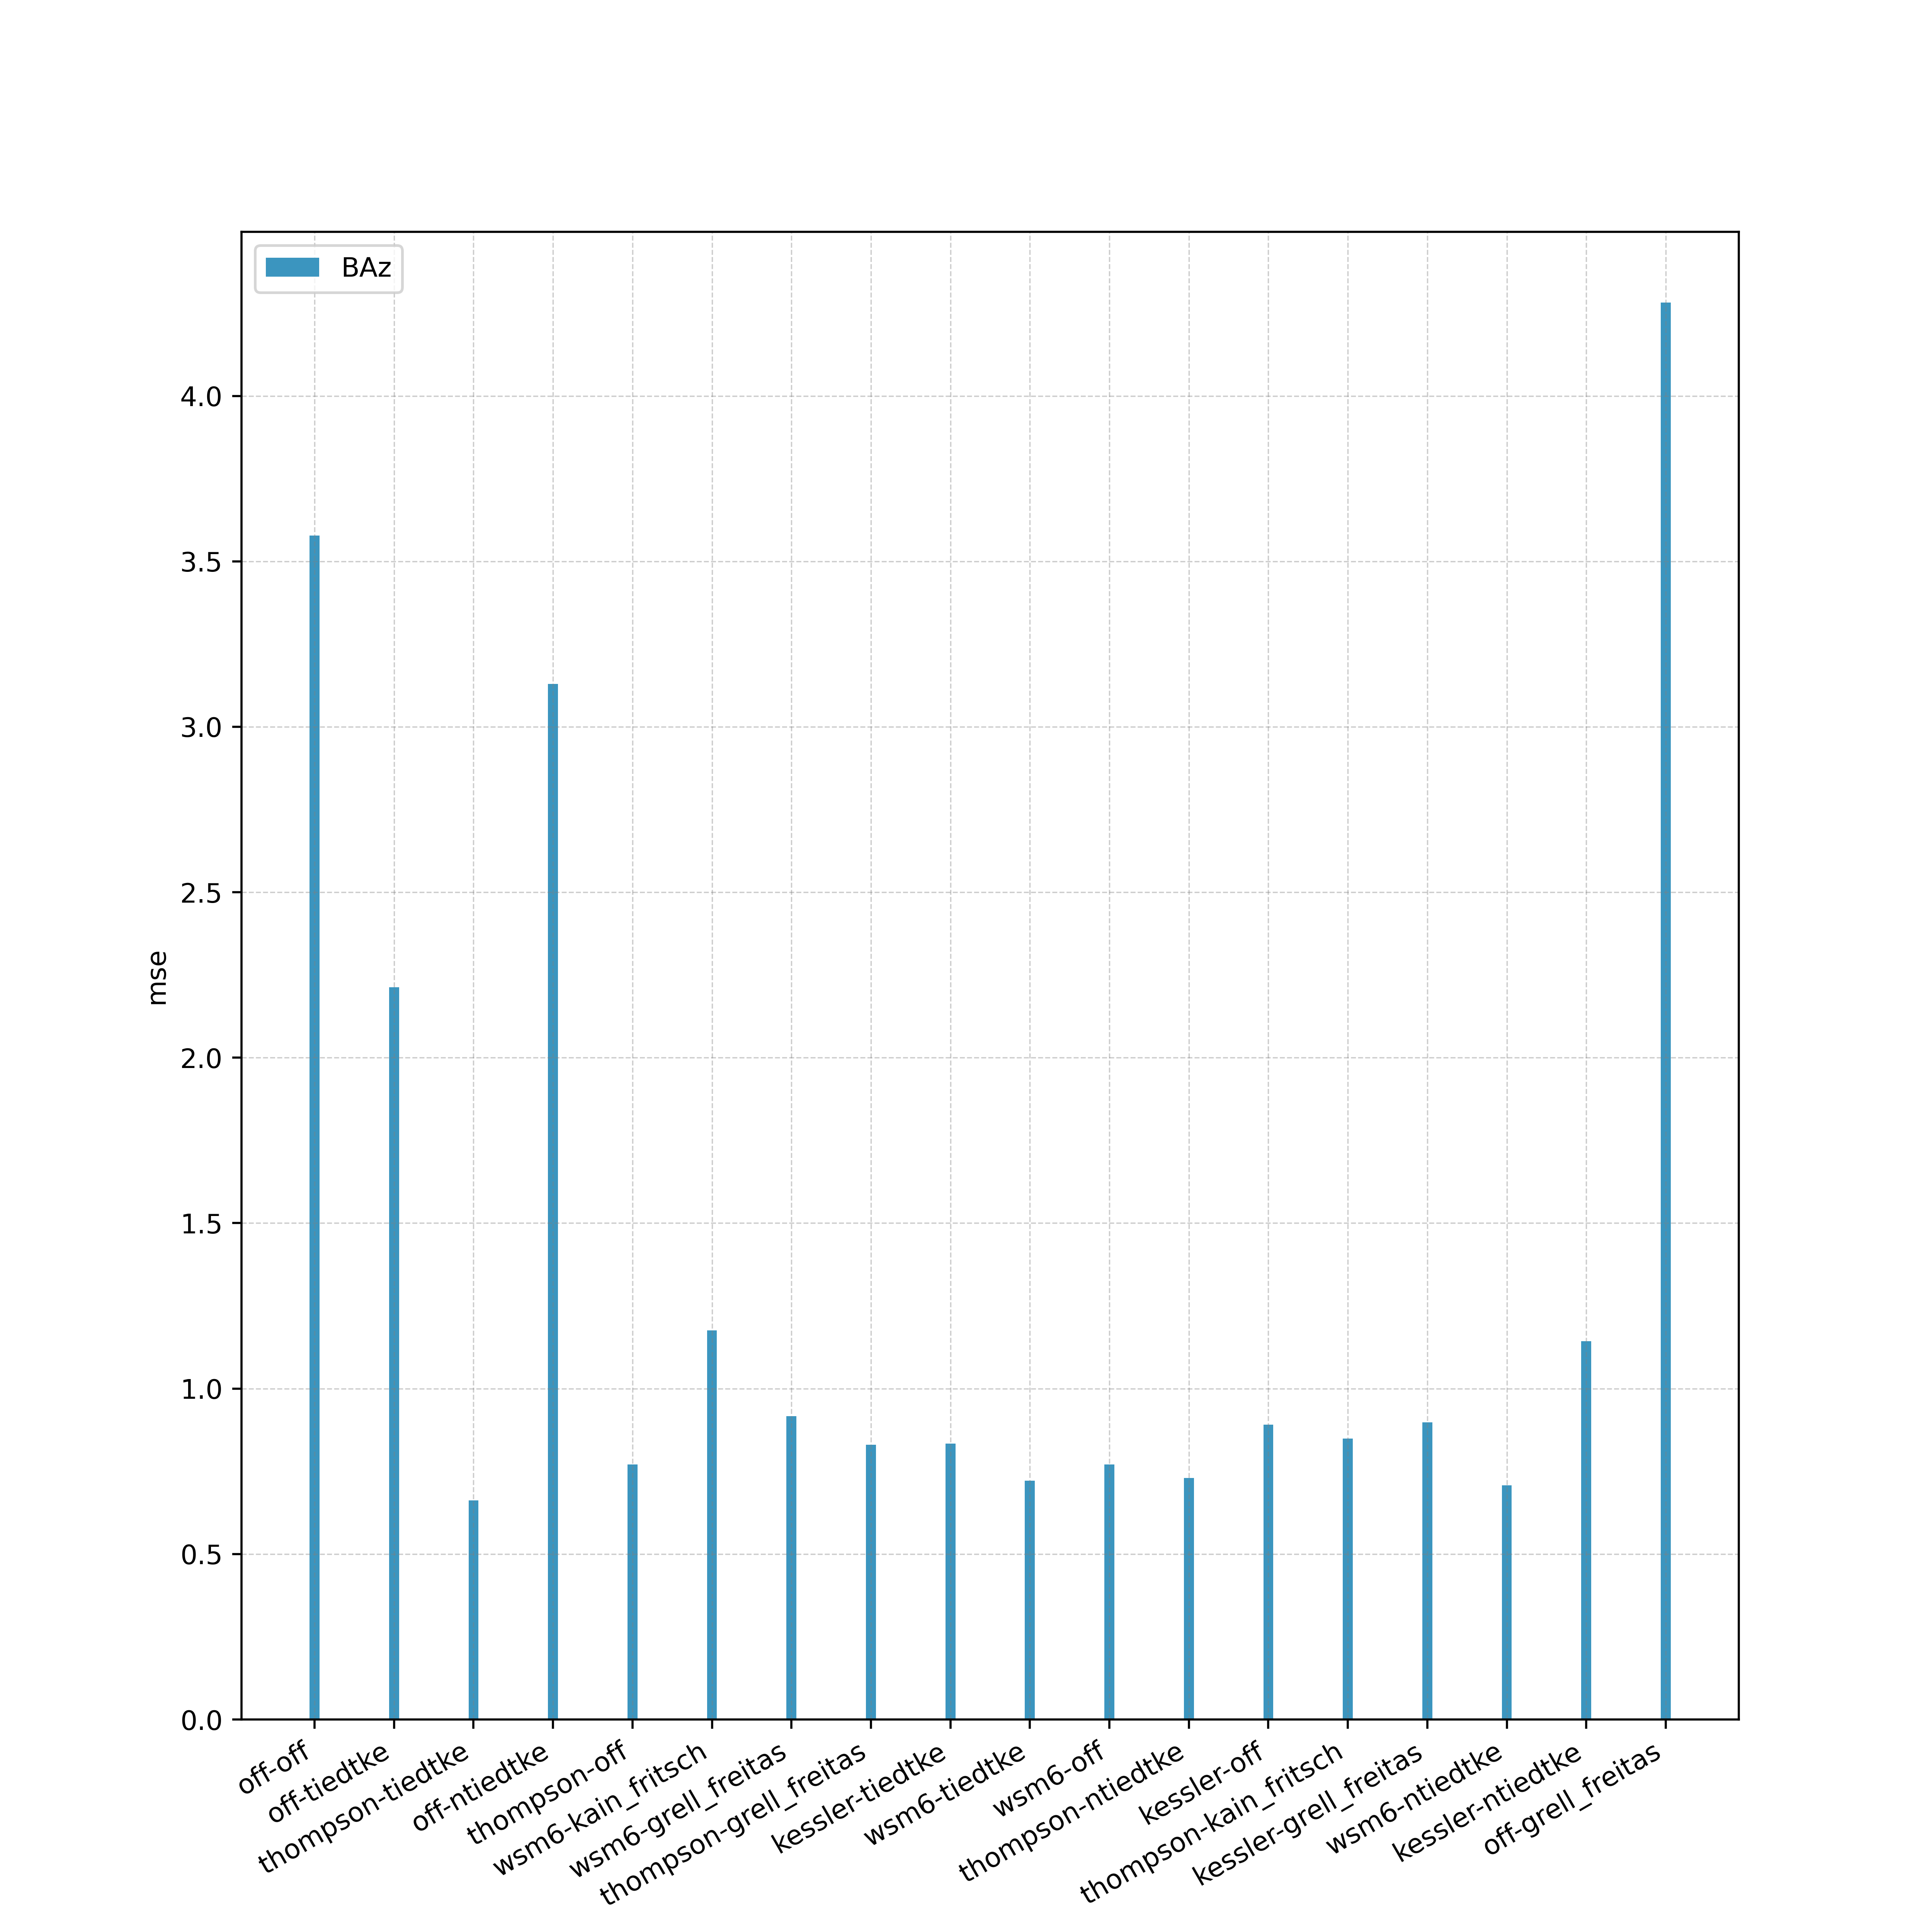 BAz
4.0
3.5
3.0
2.5
2.0
1.5
1.0
0.5
0.0
mse
off-off
off-tiedtke
thompson-tiedtke
off-ntiedtke
thompson-off
wsm6-kain_fritsch
wsm6-grell_freitas
thompson-grell_freitas
kessler-tiedtke
wsm6-tiedtke
wsm6-off
thompson-ntiedtke
kessler-off
thompson-kain_fritsch
kessler-grell_freitas
wsm6-ntiedtke
kessler-ntiedtke
off-grell_freitas